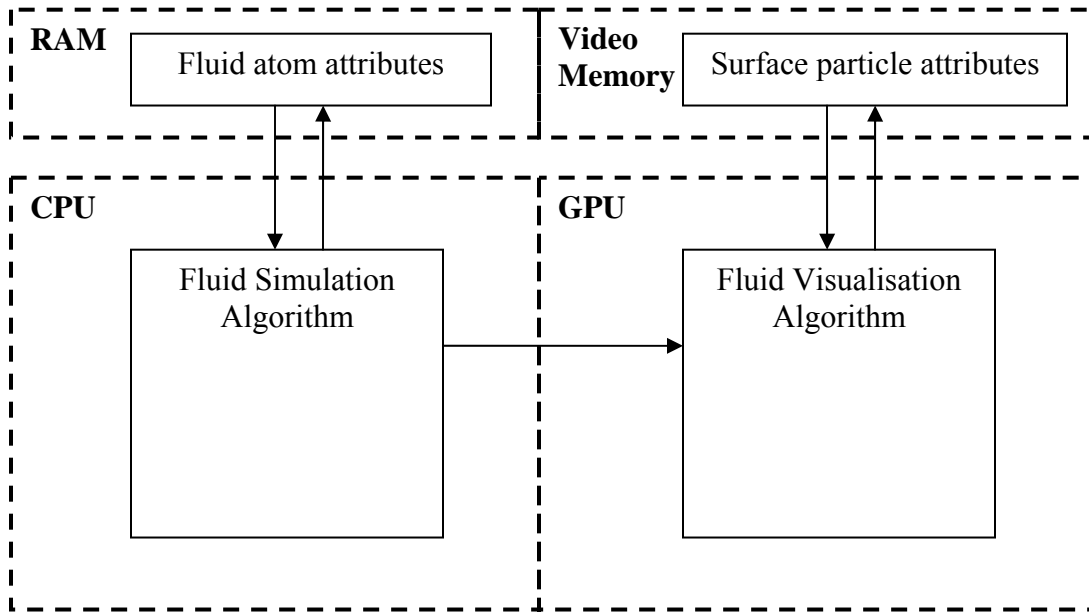 RAM
Fluid atom attributes
Video
Memory
Surface particle attributes
CPU
Fluid Simulation
Algorithm
GPU
Fluid Visualisation
Algorithm